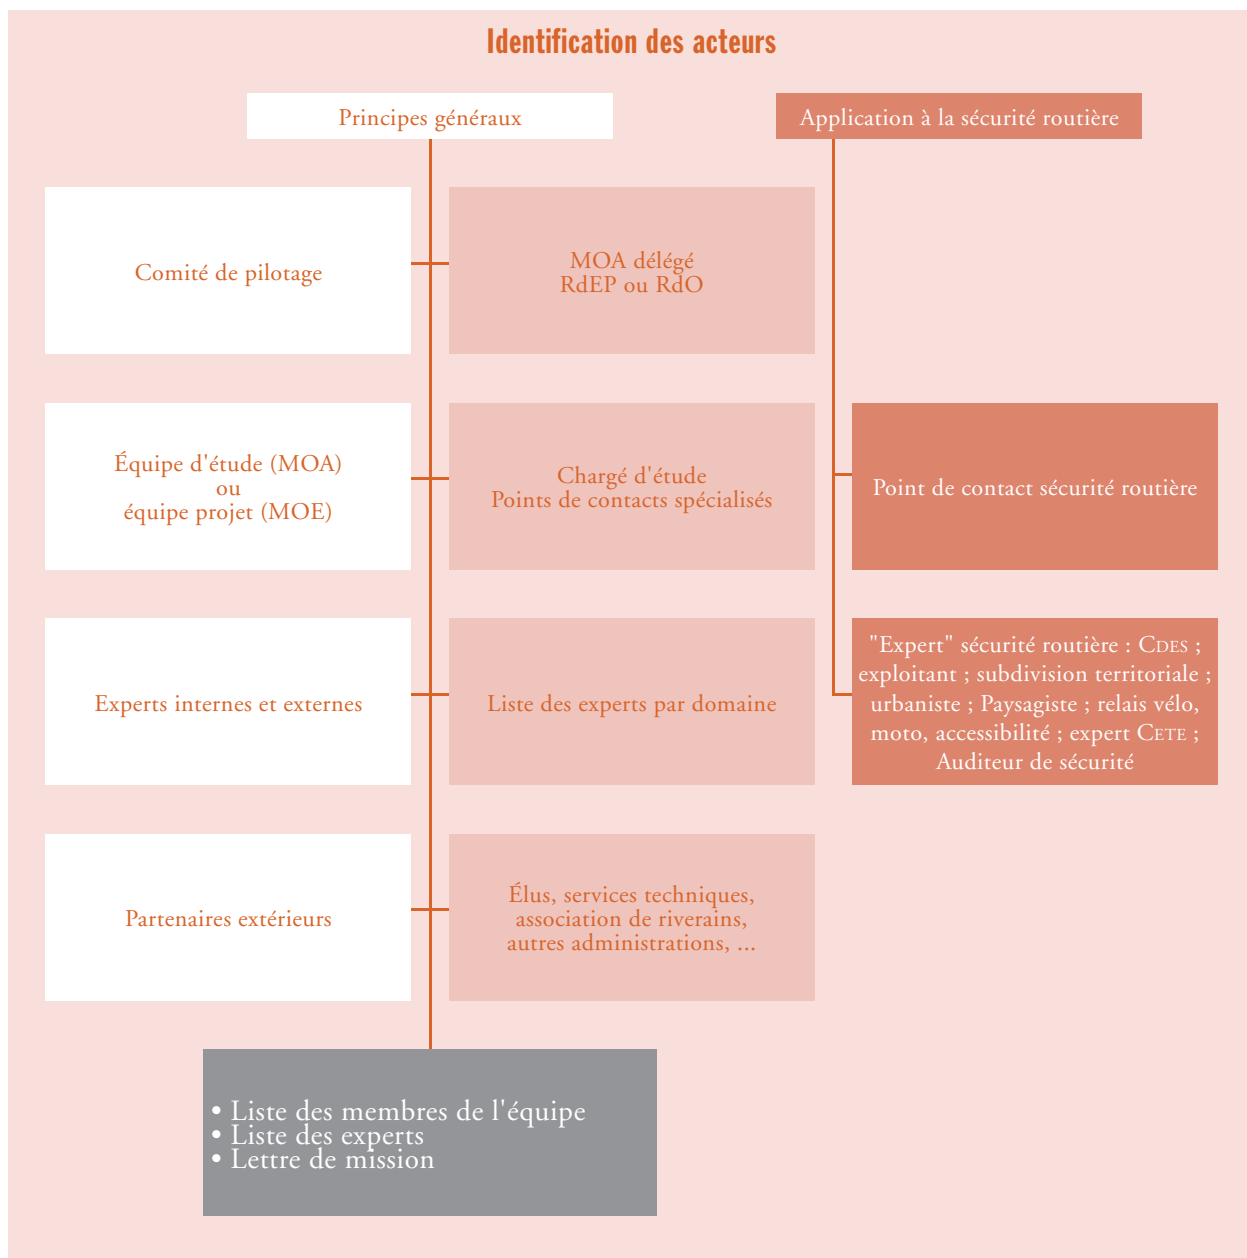 Identification des acteurs
Principes généraux
Application à la sécurité routière
Comité de pilotage
MOA délégé
RdEP ou RdO
Équipe d'étude (MOA)
ou
équipe projet (MOE)
Chargé d'étude
Points de contacts spécialisés
Point de contact sécurité routière
Experts internes et externes
Liste des experts par domaine
"Expert" sécurité routière : CDES ;
exploitant ; subdivision territoriale ;
urbaniste ; Paysagiste ; relais vélo,
moto, accessibilité ; expert CETE ;
Auditeur de sécurité
Partenaires extérieurs
Élus, services techniques,
association de riverains,
autres administrations, ...
• Liste des membres de l'équipe
• Liste des experts
• Lettre de mission